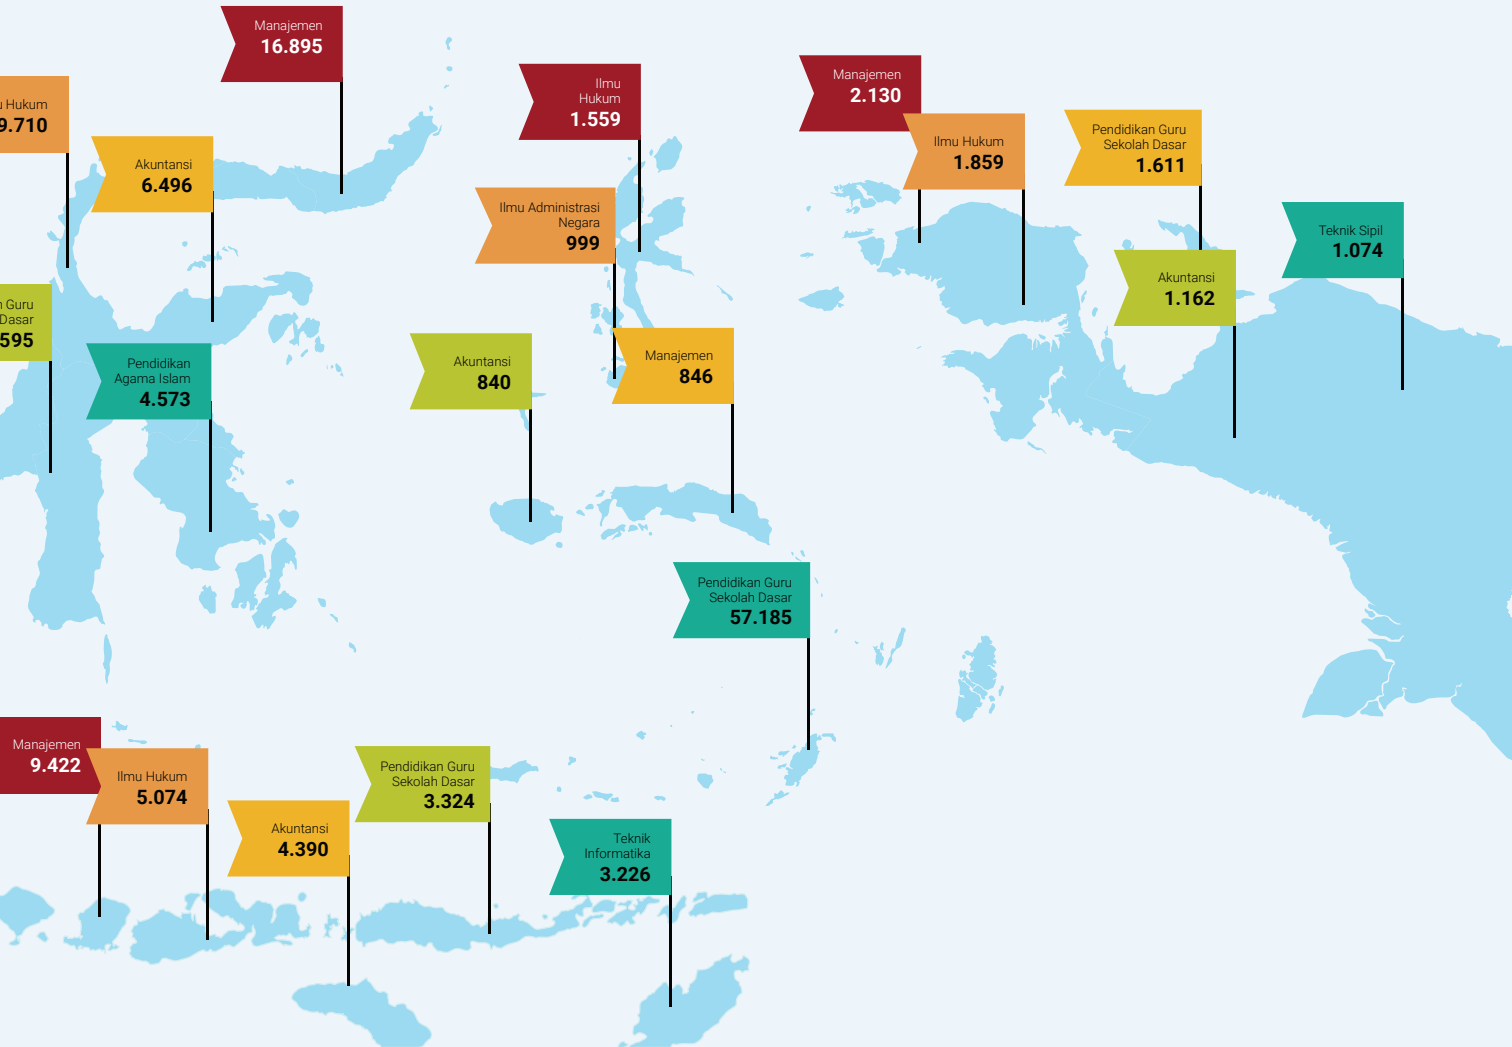 Manajemen
16.895
Hukum
9.710
Akuntansi
6.496
Guru
Dasar
595
Pendidikan
Agama Islam
4.573
Ilmu
Hukum
1.559
Ilmu Administrasi
Negara
999
Akuntansi
840
Manajemen
846
Manajemen
2.130
Ilmu Hukum
1.859
Pendidikan Guru
Sekolah Dasar
1.611
Akuntansi
1.162
Teknik Sipil
1.074
Pendidikan Guru
Sekolah Dasar
57.185
Manajemen
9.422
Ilmu Hukum
5.074
Akuntansi
4.390
Pendidikan Guru
Sekolah Dasar
3.324
Teknik
Informatika
3.226